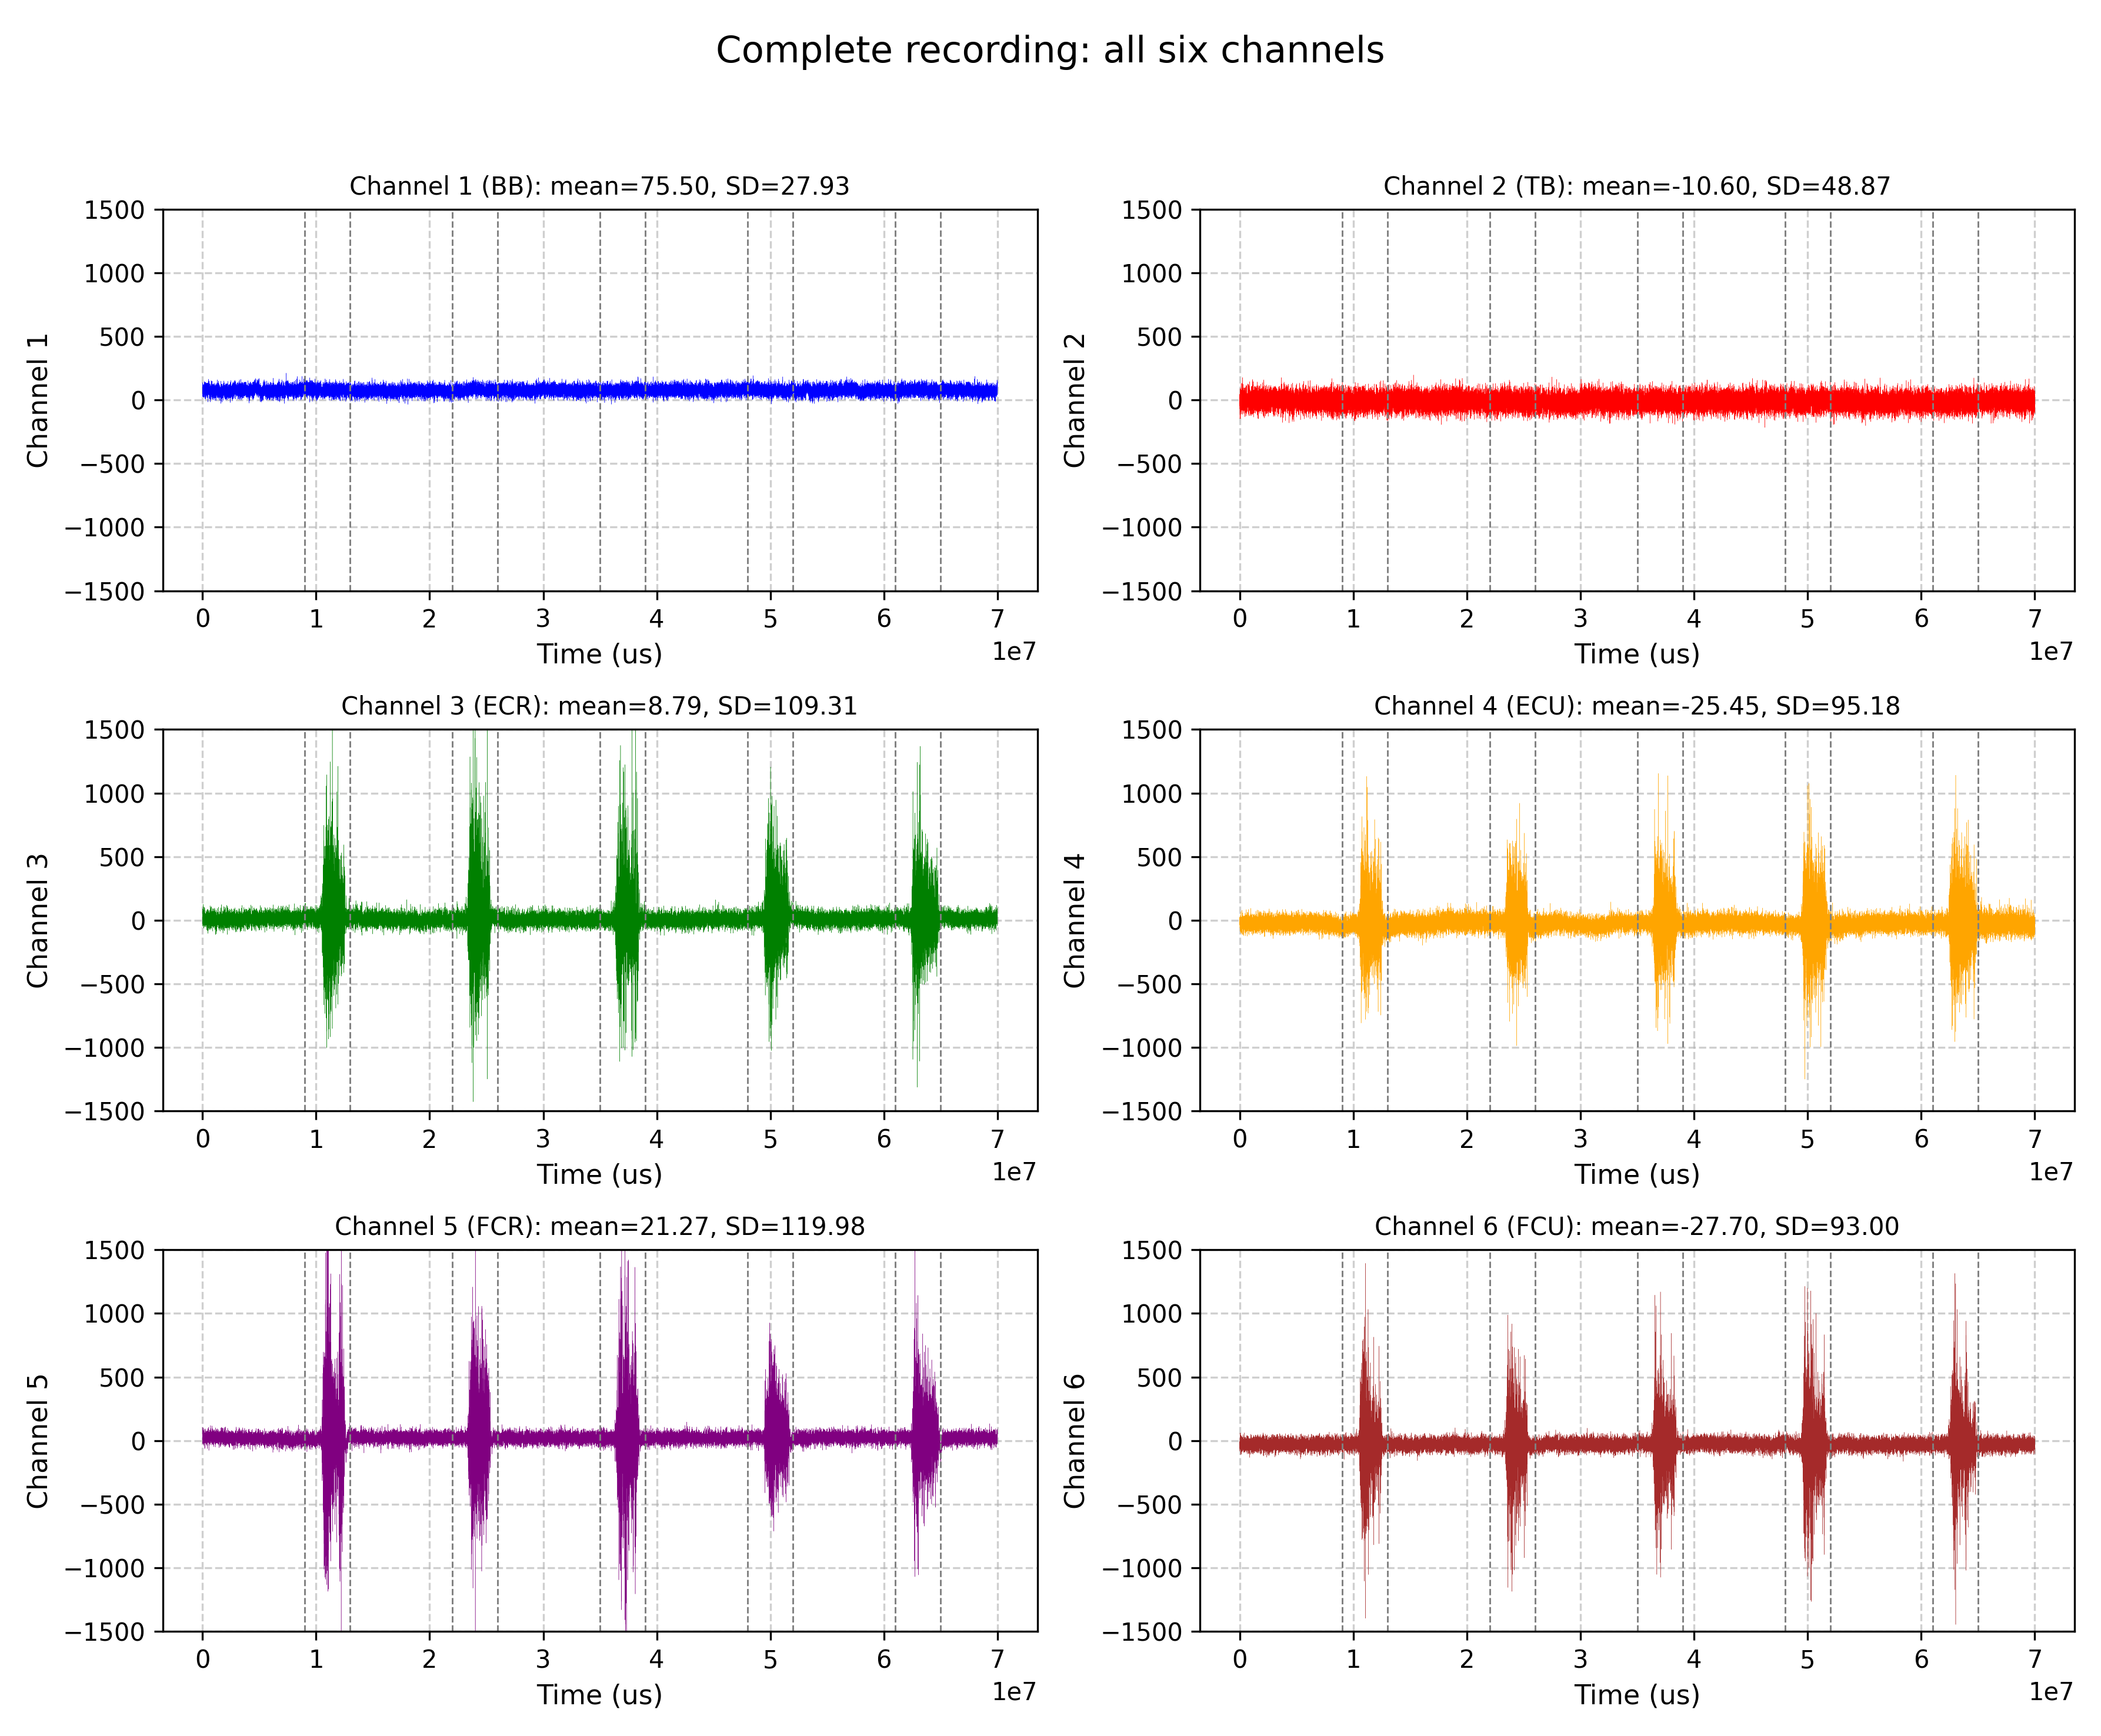 Complete recording: all six channels
Channel 1 (BB): mean=75.50, SD=27.93
Channel 1
1500
1000
500
0
−500
−1000
−1500
0 1 2 3 4 5 6 7
Time (us)
1e7
Channel 2 (TB): mean=-10.60, SD=48.87
Channel 2
1500
1000
500
0
−500
−1000
−1500
0 1 2 3 4 5 6 7
Time (us)
1e7
Channel 3 (ECR): mean=8.79, SD=109.31
Channel 3
1500
1000
500
0
−500
−1000
−1500
0 1 2 3 4 5 6 7
Time (us)
1e7
Channel 4 (ECU): mean=-25.45, SD=95.18
Channel 4
1500
1000
500
0
−500
−1000
−1500
0 1 2 3 4 5 6 7
Time (us)
1e7
Channel 5 (FCR): mean=21.27, SD=119.98
Channel 5
1500
1000
500
0
−500
−1000
−1500
0 1 2 3 4 5 6 7
Time (us)
1e7
Channel 6 (FCU): mean=-27.70, SD=93.00
Channel 6
1500
1000
500
0
−500
−1000
−1500
0 1 2 3 4 5 6 7
Time (us)
1e7